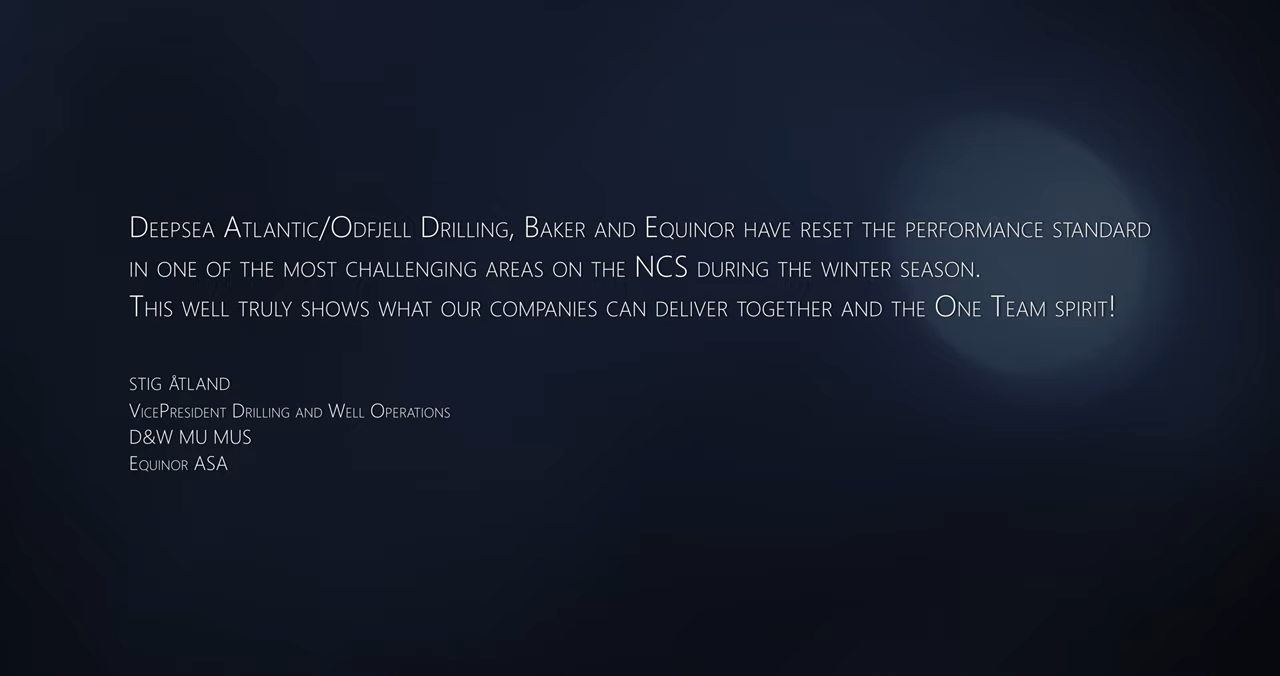 Deepsea Atlantic/Odfjell Drilling, Baker and Equinor have reset the performance standard
in one of the most challenging areas on the NCS during the winter season.
This well truly shows what our companies can deliver together and the One Team spirit!
stig Åtland
VicePresident Drilling and Well Operations
D&W MU MUS
Equinor ASA